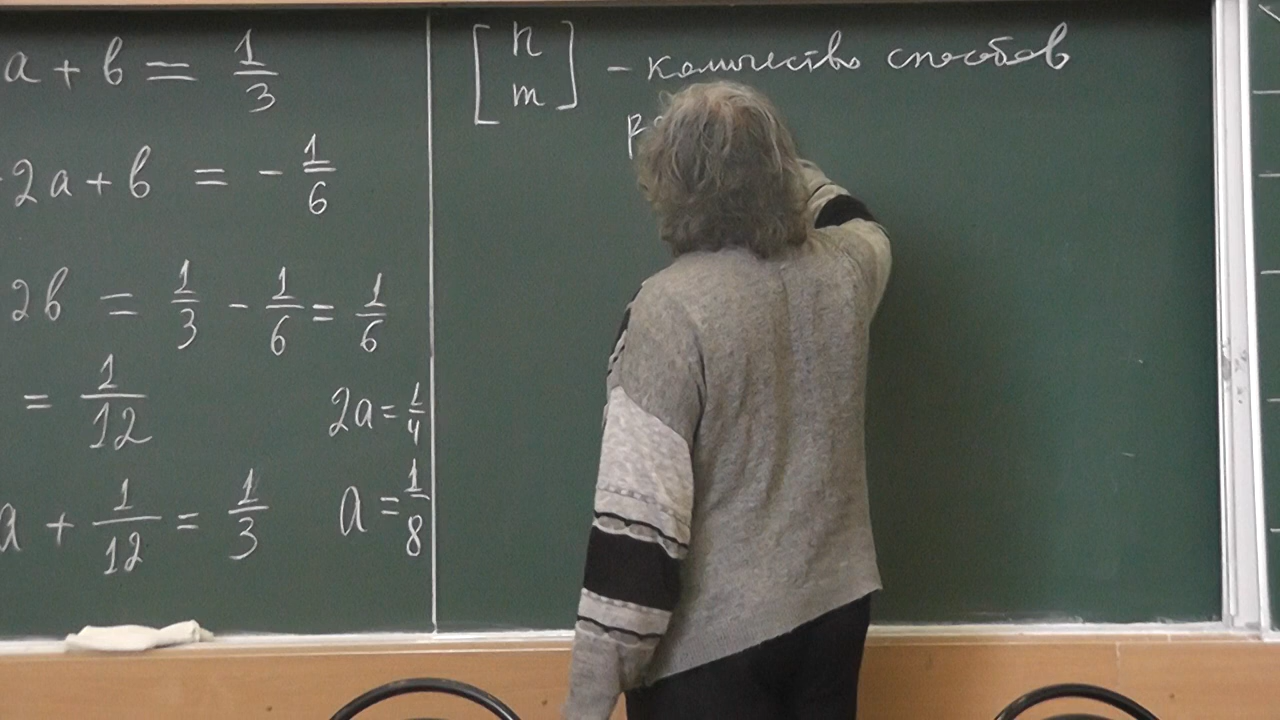 a + b = 1/3
2a + b = - 1/6
2b = 1/3 - 1/6 = 1/6
= 1/12
2a = 1/4
a + 1/12 = 1/3
a = 1/8
[ n
m ] - количество способов